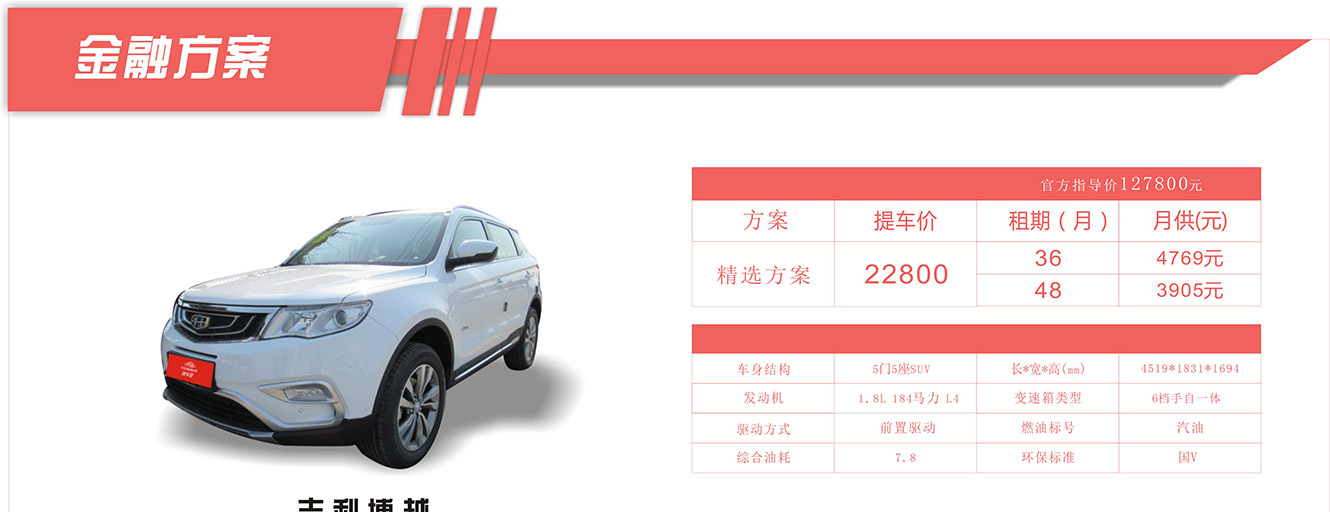 金融方案
官方指导价127800元
方案 提车价 租期（月） 月供(元)
精选方案 22800 36 4769元
48 3905元
车身结构 5门5座SUV 长*宽*高(mm) 4519*1831*1694
发动机 1.8L 184马力 L4 变速箱类型 6档手自一体
驱动方式 前置驱动 燃油标号 汽油
综合油耗 7.8 环保标准 国V
吉利博越